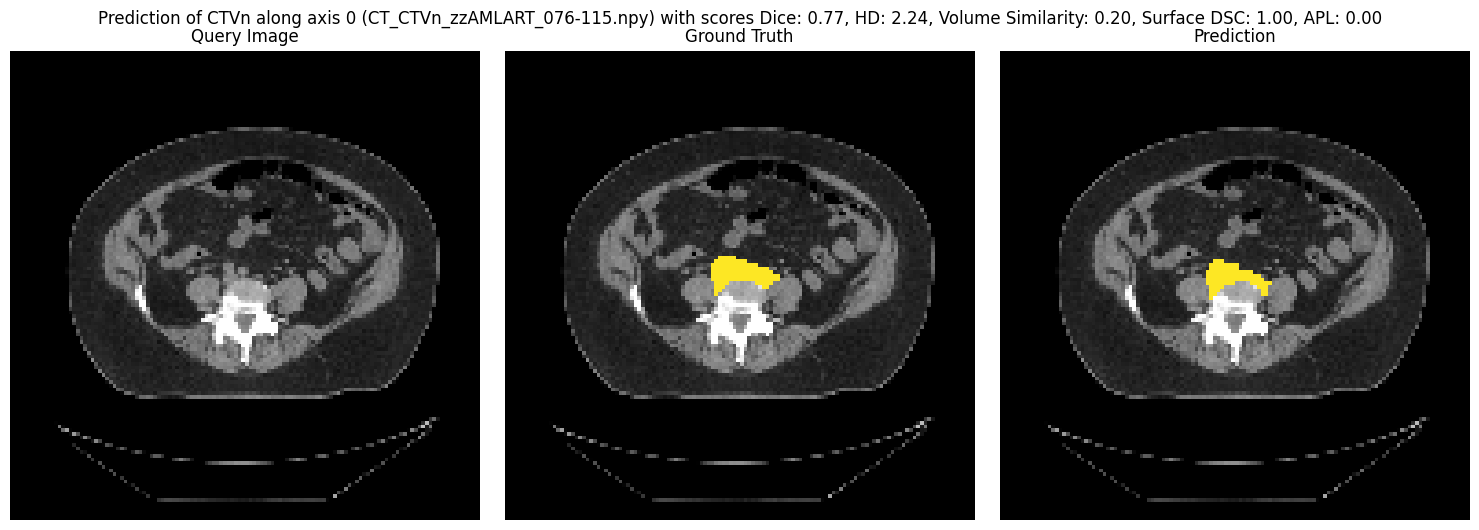 Prediction of CTVn along axis 0 (CT_CTVn_zzAMLART_076-115.npy) with scores Dice: 0.77, HD: 2.24, Volume Similarity: 0.20, Surface DSC: 1.00, APL: 0.00
Query Image
Ground Truth
Prediction